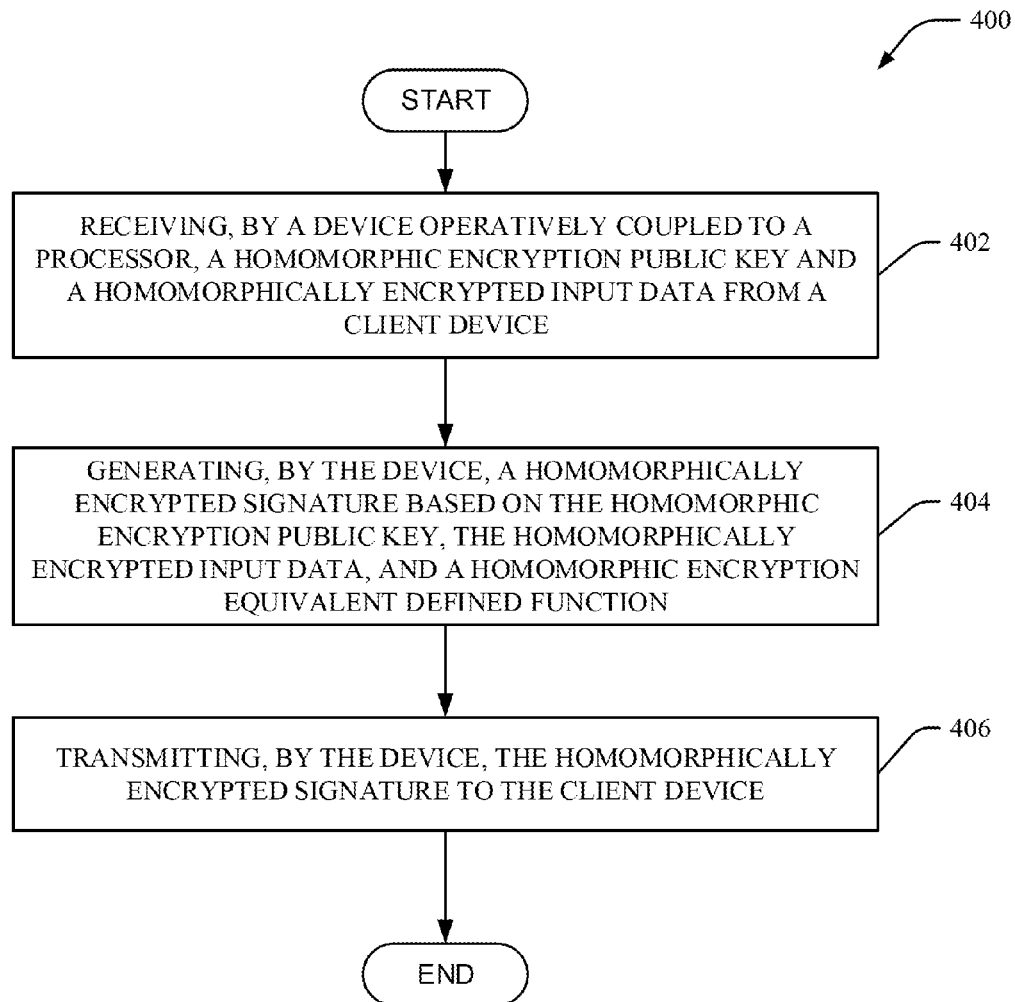 400
START
RECEIVING, BY A DEVICE OPERATIVELY COUPLED TO A
PROCESSOR, A HOMOMORPHIC ENCRYPTION PUBLIC KEY AND
A HOMOMORPHICALLY ENCRYPTED INPUT DATA FROM A
CLIENT DEVICE
402
GENERATING, BY THE DEVICE, A HOMOMORPHICALLY
ENCRYPTED SIGNATURE BASED ON THE HOMOMORPHIC
ENCRYPTION PUBLIC KEY, THE HOMOMORPHICALLY
ENCRYPTED INPUT DATA, AND A HOMOMORPHIC ENCRYPTION
EQUIVALENT DEFINED FUNCTION
404
TRANSMITTING, BY THE DEVICE, THE HOMOMORPHICALLY
ENCRYPTED SIGNATURE TO THE CLIENT DEVICE
406
END